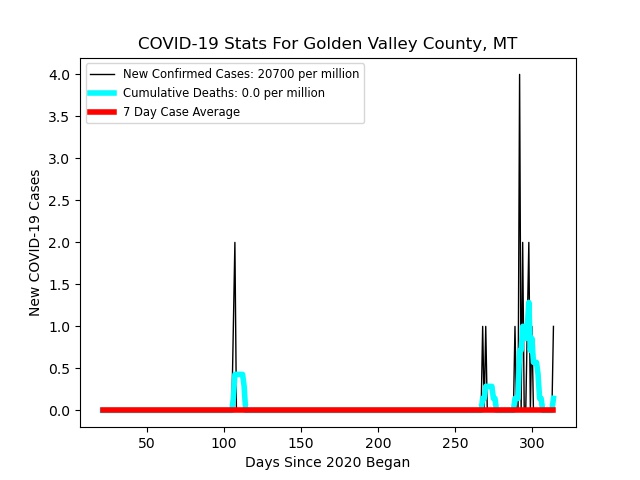 COVID-19 Stats For Golden Valley County, MT
New Confirmed Cases: 20700 per million
Cumulative Deaths: 0.0 per million
7 Day Case Average
New COVID-19 Cases
4.0
3.5
3.0
2.5
2.0
1.5
1.0
0.5
0.0
50 100 150 200 250 300
Days Since 2020 Began